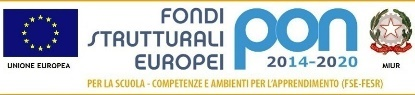 FONDI
STRUTTURALI
EUROPEI
pon
2014-2020
UNIONE EUROPEA
MIUR
PER LA SCUOLA - COMPETENZE E AMBIENTI PER L'APPRENDIMENTO (FSE-FESR)